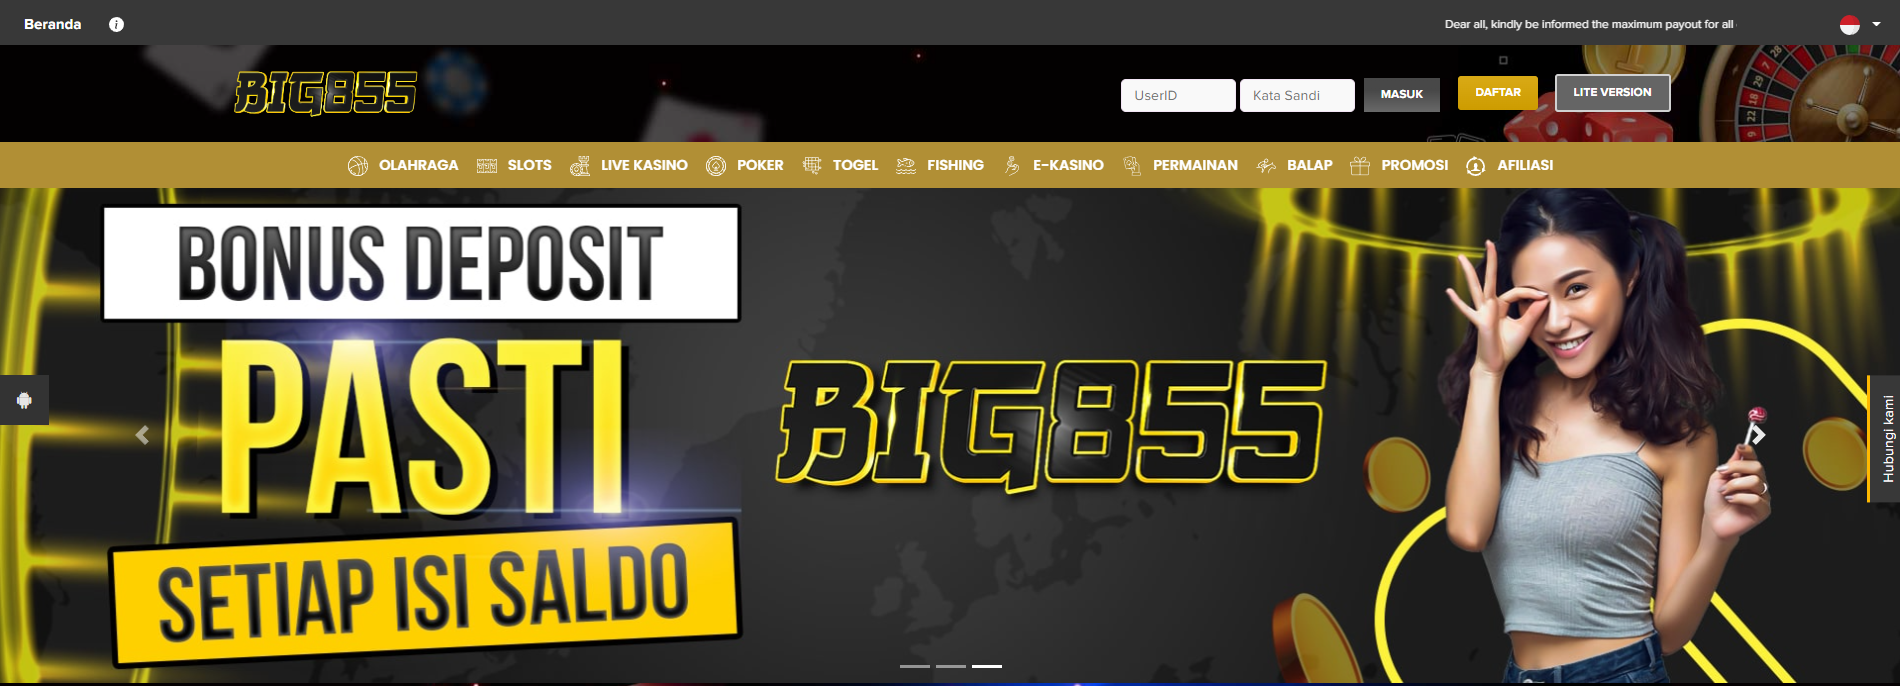 Beranda
Dear all, kindly be informed the maximum payout for all
BIG855
UserID
Kata Sandi
MASUK
DAFTAR
LITE VERSION
OLAHRAGA
SLOTS
LIVE KASINO
POKER
TOGEL
FISHING
E-KASINO
PERMAINAN
BALAP
PROMOSI
AFILIASI
BONUS DEPOSIT
PASTI
SETIAP ISI SALDO
BIG855
Hubungi kami